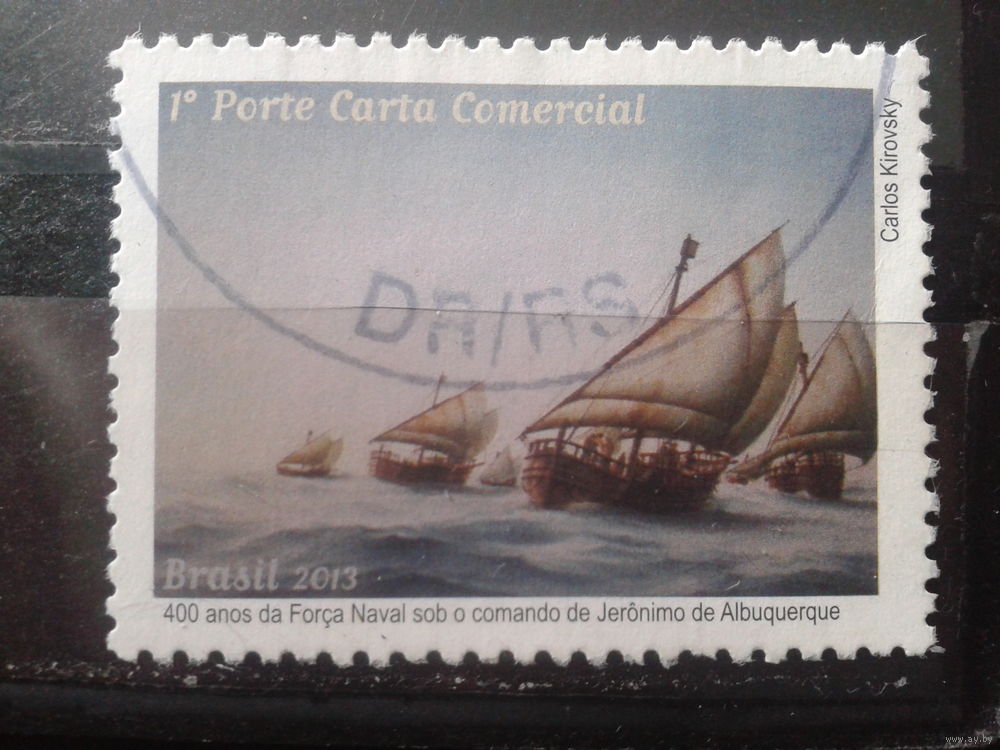 1° Porte Carta Comercial
Carlos Kirovsky
DR/RS
Brasil 2013
400 anos da Força Naval sob o comando de Jerônimo de Albuquerque
www.ay.by